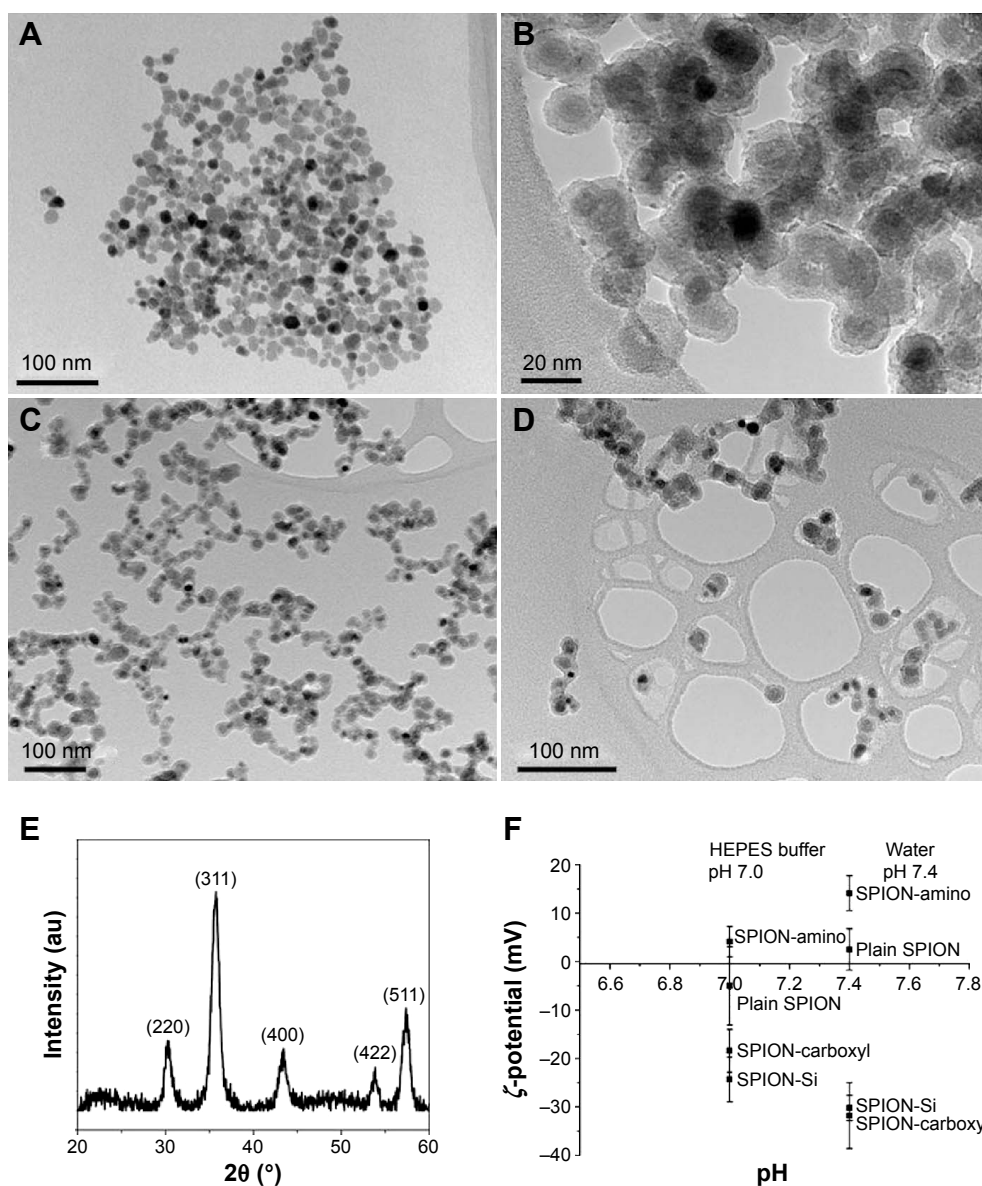 A
100 nm
B
20 nm
C
100 nm
D
100 nm
E
Intensity (au)
(220)
(311)
(400)
(422)
(511)
20
30
40
50
60
2θ (°)
F
HEPES buffer
pH 7.0
Water
pH 7.4
ζ-potential (mV)
20
10
0
–10
–20
–30
–40
6.6
6.8
7.0
7.2
7.4
7.6
7.8
SPION-amino
Plain SPION
SPION-carboxyl
SPION-Si
SPION-amino
Plain SPION
SPION-Si
SPION-carboxy
pH